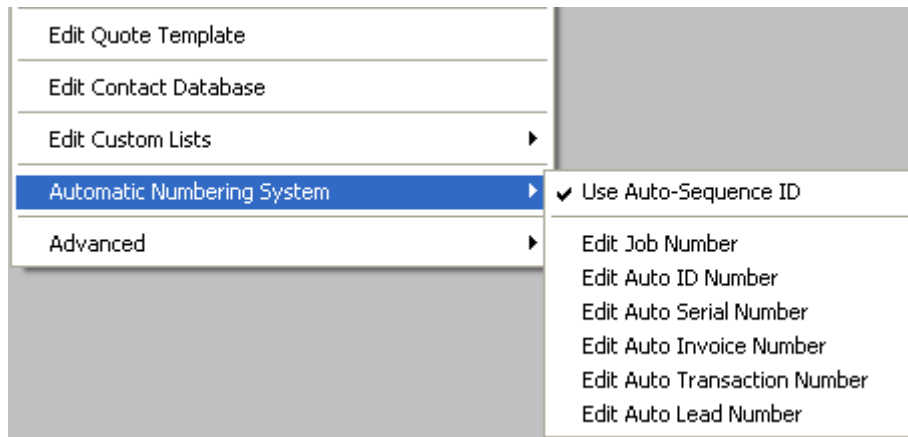 Edit Quote Template
Edit Contact Database
Edit Custom Lists
Automatic Numbering System
Advanced
Use Auto-Sequence ID
Edit Job Number
Edit Auto ID Number
Edit Auto Serial Number
Edit Auto Invoice Number
Edit Auto Transaction Number
Edit Auto Lead Number